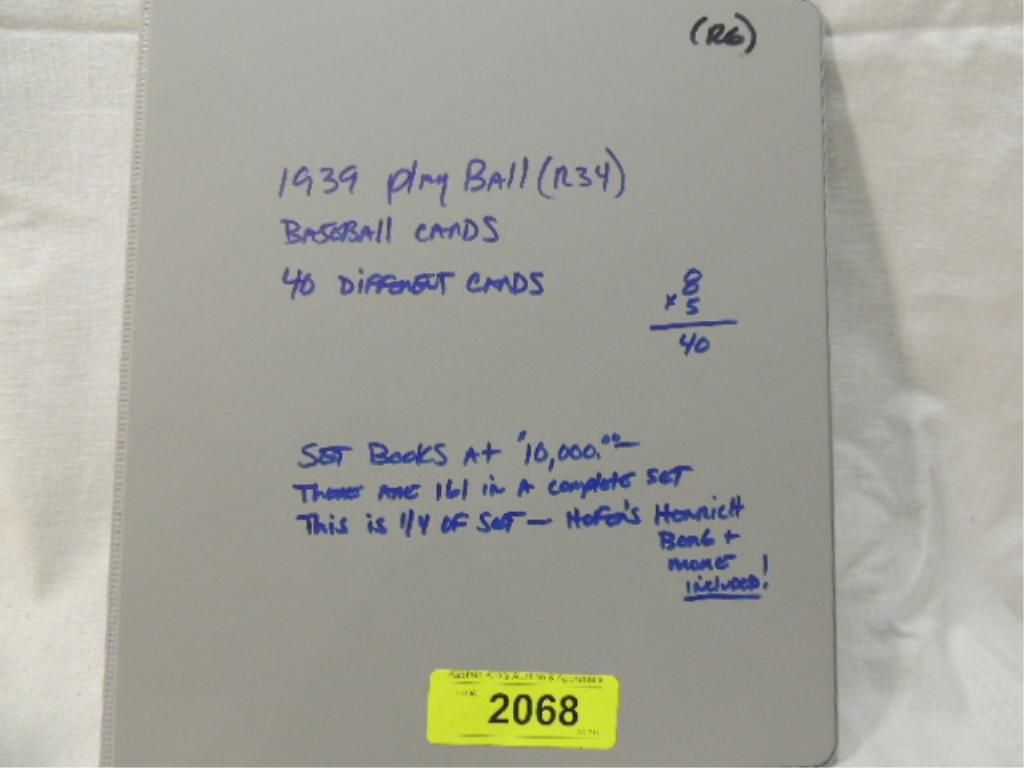 (R6)
1939 Play Ball (R34)
BASEBALL CARDS
40 DIFFERENT CARDS
8
x 5
40
SET BOOKS At $10,000.00
There are 161 in A complete SET
This is 1/4 OF SET - HOFER'S Henrich
Berg +
MORE
INCLUDED!
2068